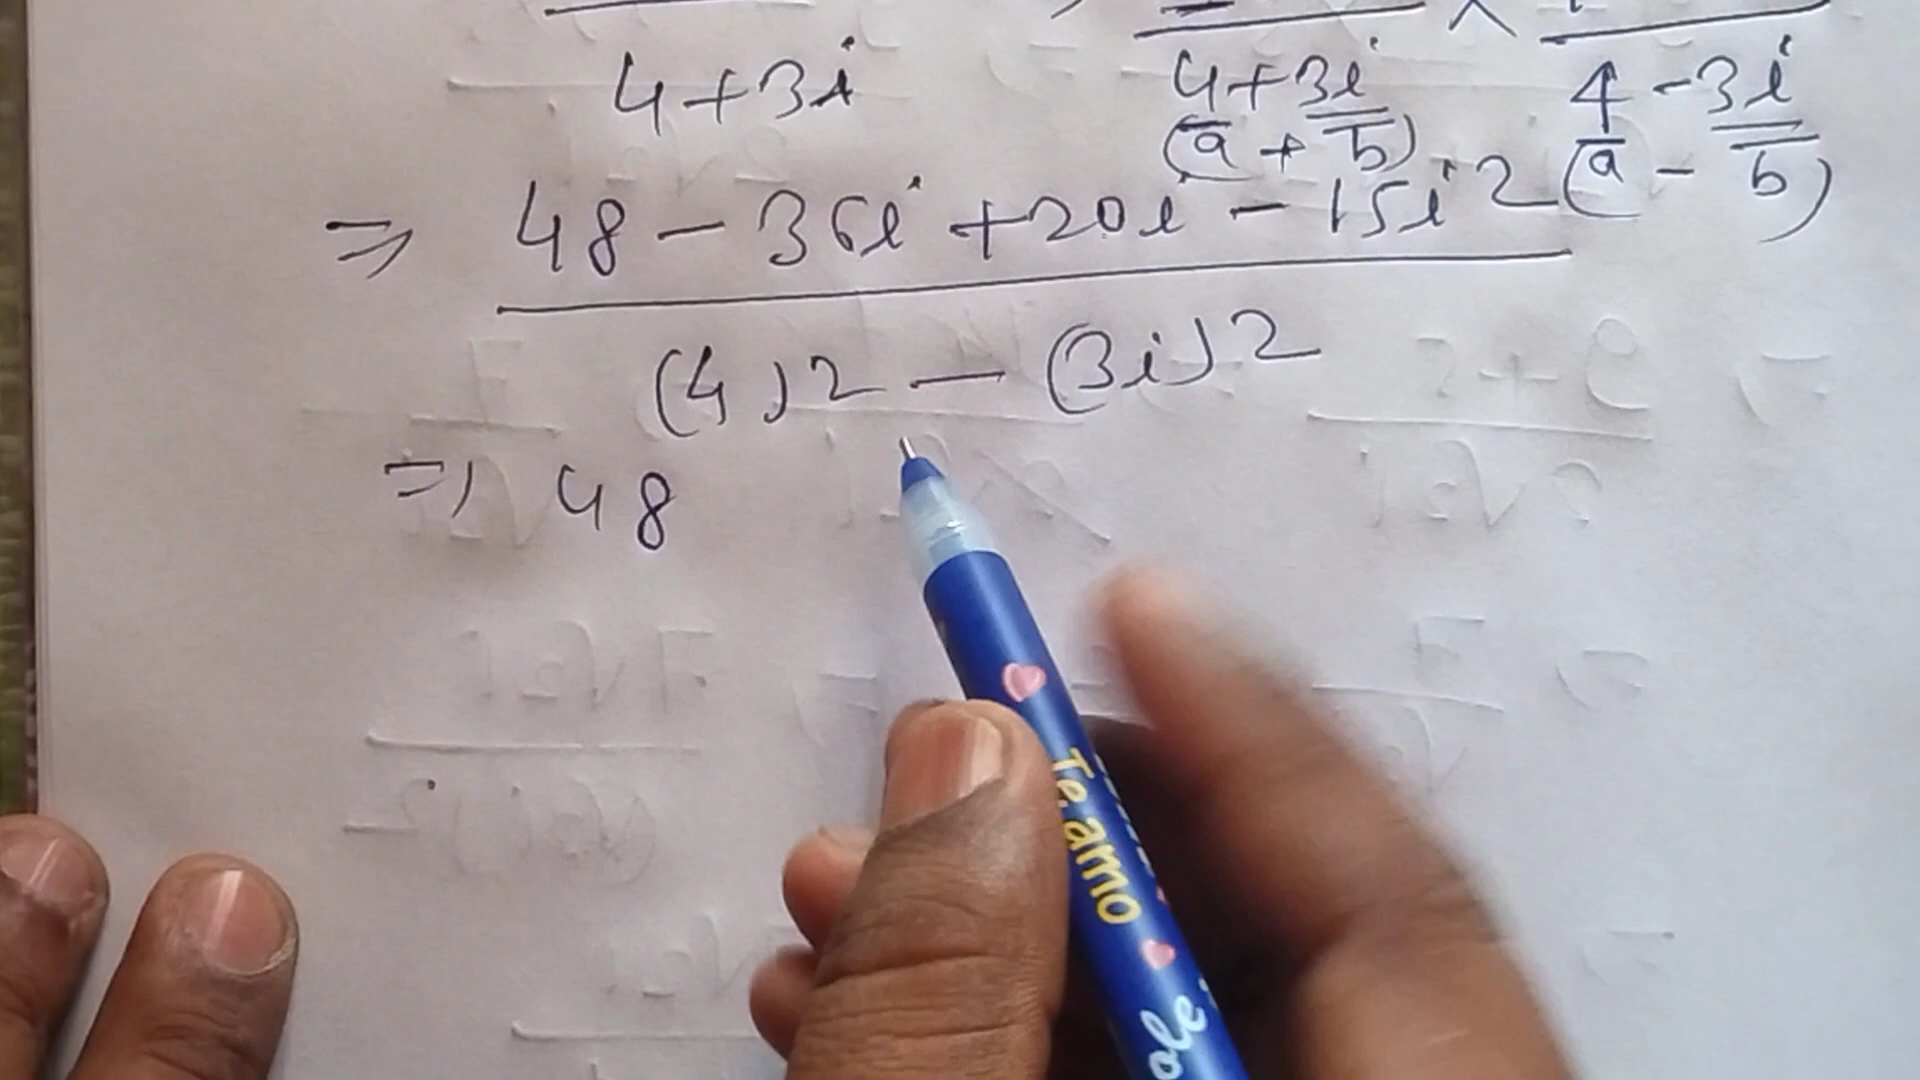 4+3i 4+3i × 4-3i
(a + b) (a - b)
⇒ 48 - 36i + 20i - 15i2
(4)2 - (3i)2
⇒ 48
Te amo